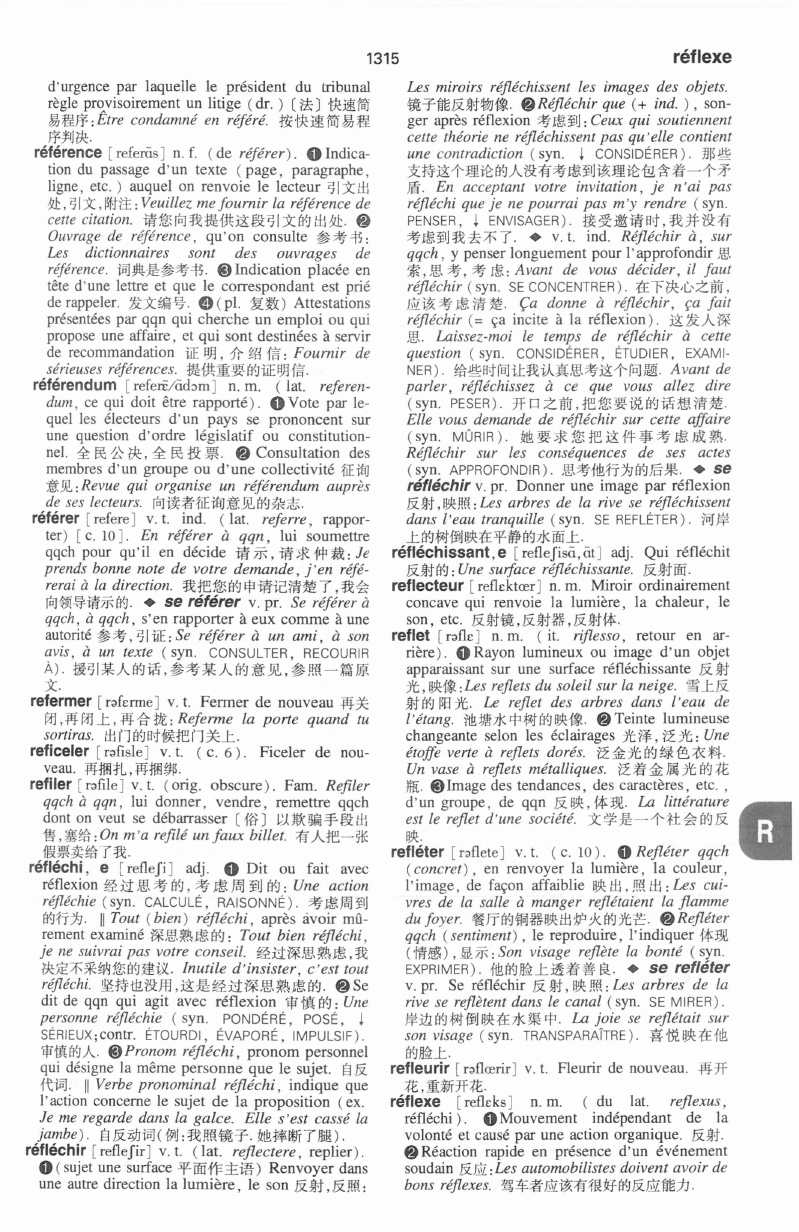 1315
réflexe
d'urgence par laquelle le président du tribunal
règle provisoirement un litige (dr.)〔法〕快速简
易程序:Être condamné en référé. 按快速简易程
序判决.
référence [referãs] n. f. (de référer). ❶Indica-
tion du passage d'un texte (page, paragraphe,
ligne, etc.) auquel on renvoie le lecteur 引文出
处,引文,附注:Veuillez me fournir la référence de
cette citation. 请您向我提供这段引文的出处. ❷
Ouvrage de référence, qu'on consulte 参考书:
Les dictionnaires sont des ouvrages de
référence. 词典是参考书. ❸Indication placée en
tête d'une lettre et que le correspondant est prié
de rappeler. 发文编号. ❹(pl. 复数) Attestations
présentées par qqn qui cherche un emploi ou qui
propose une affaire, et qui sont destinées à servir
de recommandation 证明,介绍信: Fournir de
sérieuses références. 提供重要的证明信.
référendum [referɛ̃/ɑ̃dɔm] n. m. ( lat. referen-
dum, ce qui doit être rapporté). ❶Vote par le-
quel les électeurs d'un pays se prononcent sur
une question d'ordre législatif ou constitution-
nel. 全民公决,全民投票. ❷ Consultation des
membres d'un groupe ou d'une collectivité 征询
意见:Revue qui organise un référendum auprès
de ses lecteurs. 向读者征询意见的杂志.
référer [refere] v. t. ind. ( lat. referre, rappor-
ter) [c. 10]. En référer à qqn, lui soumettre
qqch pour qu'il en décide 请示,请求仲裁: Je
prends bonne note de votre demande, j'en réfé-
rerai à la direction. 我把您的申请记清楚了,我会
向领导请示的. ◆ se référer v. pr. Se référer à
qqch, à qqch, s'en rapporter à eux comme à une
autorité 参考,引证: Se référer à un ami, à son
avis, à un texte (syn. CONSULTER, RECOURIR
À). 援引某人的话,参考某人的意见,参照一篇原
文.
refermer [rəfɛrme] v. t. Fermer de nouveau 再关
闭,再闭上,再合拢: Referme la porte quand tu
sortiras. 出门的时候把门关上.
reficeler [rəfisle] v. t. ( c. 6). Ficeler de nou-
veau. 再捆扎,再捆绑.
refiler [rəfile] v. t. (orig. obscure). Fam. Refiler
qqch à qqn, lui donner, vendre, remettre qqch
dont on veut se débarrasser〔俗〕以欺骗手段出
售,塞给:On m'a refilé un faux billet. 有人把一张
假票卖给了我.
réfléchi, e [refleʃi] adj. ❶ Dit ou fait avec
réflexion 经过思考的,考虑周到的: Une action
réfléchie (syn. CALCULÉ, RAISONNÉ). 考虑周到
的行为. ‖ Tout (bien) réfléchi, après avoir mû-
rement examiné 深思熟虑的: Tout bien réfléchi,
je ne suivrai pas votre conseil. 经过深思熟虑,我
决定不采纳您的建议. Inutile d'insister, c'est tout
réfléchi. 坚持也没用,这是经过深思熟虑的. ❷Se
dit de qqn qui agit avec réflexion 审慎的: Une
personne réfléchie ( syn. PONDÉRÉ, POSÉ, ↓
SÉRIEUX;contr. ÉTOURDI, ÉVAPORÉ, IMPULSIF).
审慎的人. ❸Pronom réfléchi, pronom personnel
qui désigne la même personne que le sujet. 自反
代词. ‖ Verbe pronominal réfléchi, indique que
l'action concerne le sujet de la proposition (ex.
Je me regarde dans la galce. Elle s'est cassé la
jambe). 自反动词(例:我照镜子.她摔断了腿).
réfléchir [refleʃir] v. t. (lat. reflectere, replier).
❶(sujet une surface 平面作主语) Renvoyer dans
une autre direction la lumière, le son 反射,反照:
Les miroirs réfléchissent les images des objets.
镜子能反射物像. ❷Réfléchir que (+ ind.), son-
ger après réflexion 考虑到:Ceux qui soutiennent
cette théorie ne réfléchissent pas qu'elle contient
une contradiction (syn. ↓ CONSIDÉRER). 那些
支持这个理论的人没有考虑到该理论包含着一个矛
盾. En acceptant votre invitation, je n'ai pas
réfléchi que je ne pourrai pas m'y rendre (syn.
PENSER, ↓ ENVISAGER). 接受邀请时,我并没有
考虑到我去不了. ◆ v. t. ind. Réfléchir à, sur
qqch, y penser longuement pour l'approfondir 思
索,思考,考虑: Avant de vous décider, il faut
réfléchir (syn. SE CONCENTRER). 在下决心之前,
应该考虑清楚. Ça donne à réfléchir, ça fait
réfléchir (= ça incite à la réflexion). 这发人深
思. Laissez-moi le temps de réfléchir à cette
question ( syn. CONSIDÉRER, ÉTUDIER, EXAMI-
NER). 给些时间让我认真思考这个问题. Avant de
parler, réfléchissez à ce que vous allez dire
(syn. PESER). 开口之前,把您要说的话想清楚.
Elle vous demande de réfléchir sur cette affaire
(syn. MÛRIR). 她要求您把这件事考虑成熟.
Réfléchir sur les conséquences de ses actes
(syn. APPROFONDIR). 思考他行为的后果. ◆ se
réfléchir v. pr. Donner une image par réflexion
反射,映照:Les arbres de la rive se réfléchissent
dans l'eau tranquille (syn. SE REFLÉTER). 河岸
上的树倒映在平静的水面上.
réfléchissant,e [refleʃisɑ̃,ɑ̃t] adj. Qui réfléchit
反射的:Une surface réfléchissante. 反射面.
reflecteur [reflɛktœr] n. m. Miroir ordinairement
concave qui renvoie la lumière, la chaleur, le
son, etc. 反射镜,反射器,反射体.
reflet [rəflɛ] n. m. (it. riflesso, retour en ar-
rière). ❶Rayon lumineux ou image d'un objet
apparaissant sur une surface réfléchissante 反射
光,映像:Les reflets du soleil sur la neige. 雪上反
射的阳光. Le reflet des arbres dans l'eau de
l'étang. 池塘水中树的映像. ❷Teinte lumineuse
changeante selon les éclairages 光泽,泛光: Une
étoffe verte à reflets dorés. 泛金光的绿色衣料.
Un vase à reflets métalliques. 泛着金属光的花
瓶. ❸Image des tendances, des caractères, etc. ,
d'un groupe, de qqn 反映,体现. La littérature
est le reflet d'une société. 文学是一个社会的反
映.
R
refléter [rəflete] v. t. (c. 10). ❶ Refléter qqch
(concret), en renvoyer la lumière, la couleur,
l'image, de façon affaiblie 映出,照出: Les cui-
vres de la salle à manger reflétaient la flamme
du foyer. 餐厅的铜器映出炉火的光芒. ❷Refléter
qqch (sentiment), le reproduire, l'indiquer 体现
(情感),显示: Son visage reflète la bonté (syn.
EXPRIMER). 他的脸上透着善良. ◆ se refléter
v. pr. Se réfléchir 反射,映照: Les arbres de la
rive se reflètent dans le canal (syn. SE MIRER).
岸边的树倒映在水渠中. La joie se reflétait sur
son visage (syn. TRANSPARAÎTRE). 喜悦映在他
的脸上.
refleurir [rəflœrir] v. t. Fleurir de nouveau. 再开
花,重新开花.
réflexe [reflɛks] n. m. ( du lat. reflexus,
réfléchi). ❶Mouvement indépendant de la
volonté et causé par une action organique. 反射.
❷Réaction rapide en présence d'un événement
soudain 反应:Les automobilistes doivent avoir de
bons réflexes. 驾车者应该有很好的反应能力.